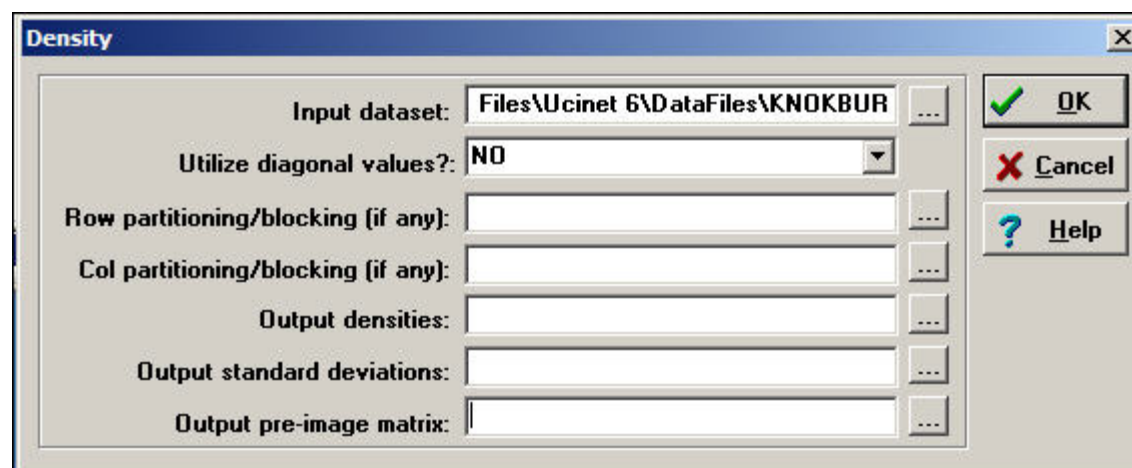 Density
Input dataset: Files\Ucinet 6\DataFiles\KNOKBUR ...
Utilize diagonal values?: NO
Row partitioning/blocking (if any): ...
Col partitioning/blocking (if any): ...
Output densities: ...
Output standard deviations: ...
Output pre-image matrix: ...
OK
Cancel
Help